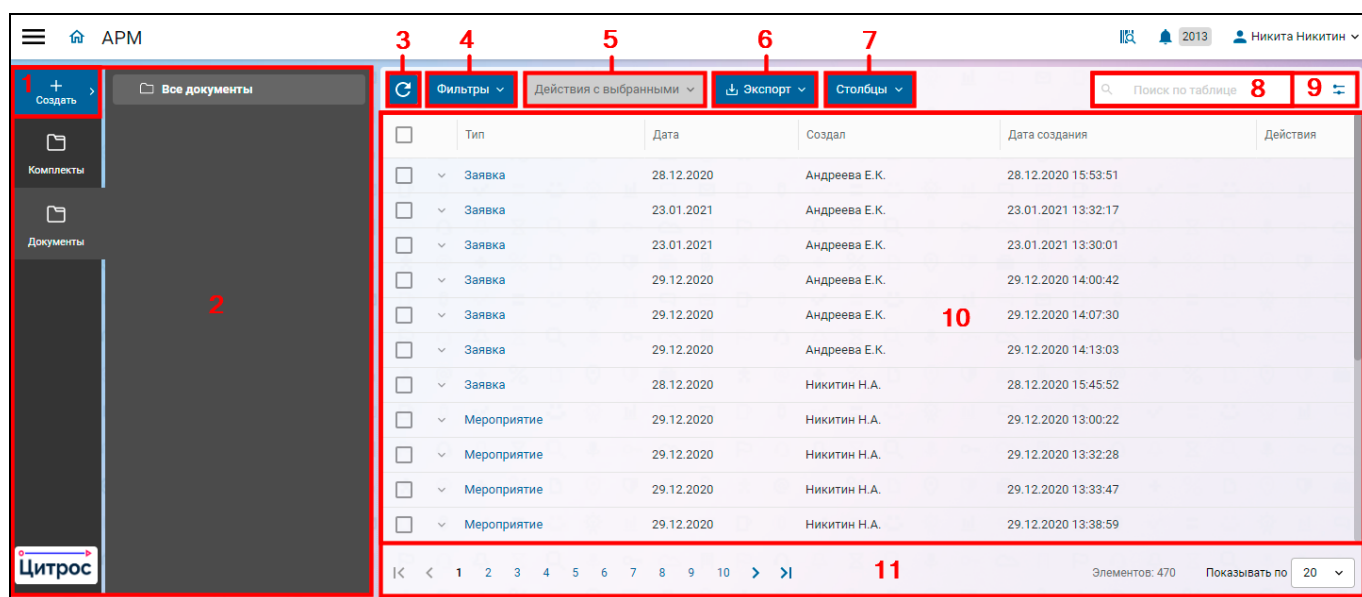 АРМ
2013
Никита Никитин
3 4 5 6 7
1
Создать
Все документы
Фильтры
Действия с выбранными
Экспорт
Столбцы
Поиск по таблице
8
9
Комплекты
Документы
2
Тип Дата Создал Дата создания Действия
Заявка 28.12.2020 Андреева Е.К. 28.12.2020 15:53:51
Заявка 23.01.2021 Андреева Е.К. 23.01.2021 13:32:17
Заявка 23.01.2021 Андреева Е.К. 23.01.2021 13:30:01
Заявка 29.12.2020 Андреева Е.К. 29.12.2020 14:00:42
Заявка 29.12.2020 Андреева Е.К. 10 29.12.2020 14:07:30
Заявка 29.12.2020 Андреева Е.К. 29.12.2020 14:13:03
Заявка 28.12.2020 Никитин Н.А. 28.12.2020 15:45:52
Мероприятие 29.12.2020 Никитин Н.А. 29.12.2020 13:00:22
Мероприятие 29.12.2020 Никитин Н.А. 29.12.2020 13:32:28
Мероприятие 29.12.2020 Никитин Н.А. 29.12.2020 13:33:47
Мероприятие 29.12.2020 Никитин Н.А. 29.12.2020 13:38:59
Цитрос
1 2 3 4 5 6 7 8 9 10
11
Элементов: 470
Показывать по 20